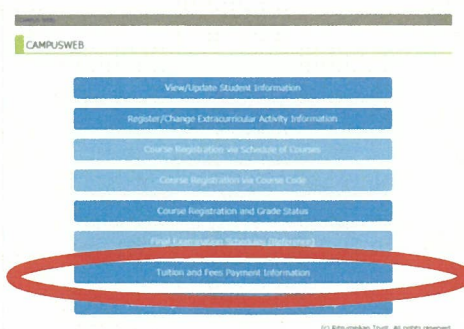 CAMPUSWEB
View/Update Student Information
Register/Change Extracurricular Activity Information
Course Registration via Schedule of Courses
Course Registration via Course Code
Course Registration and Grade Status
Final Examination Schedule (Reference)
Tuition and Fees Payment Information
(c) Ritsumeikan Trust. All rights reserved.